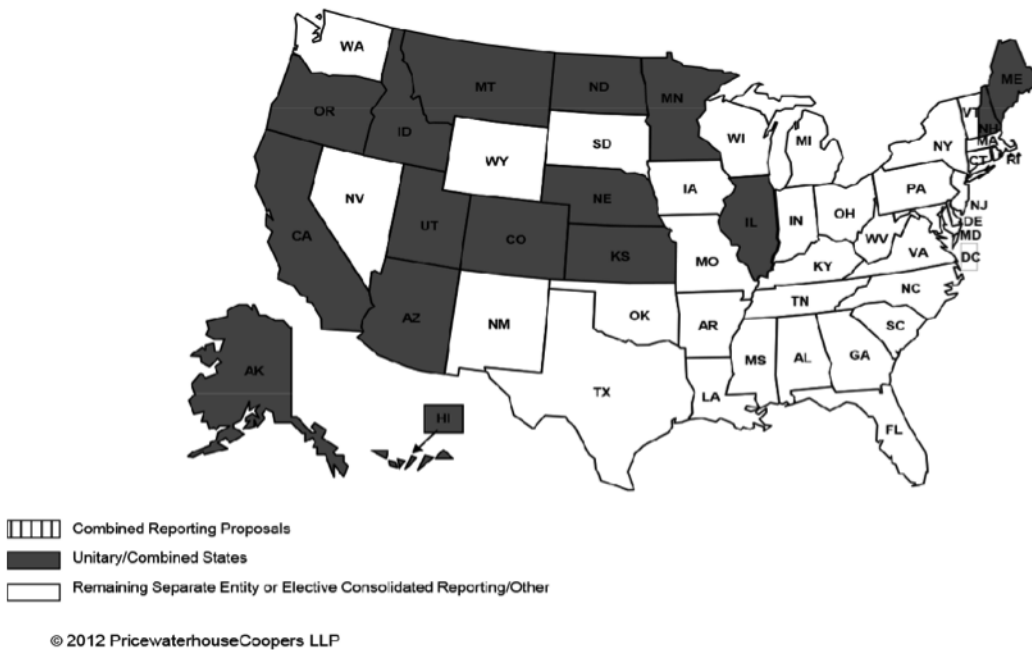 WA
MT
ND
MN
ME
OR
ID
SD
WI
MI
VT
NH
NY
MA
CT
RI
WY
IA
PA
NJ
NV
NE
IL
IN
OH
DE
MD
DC
CA
UT
CO
KS
MO
WV
VA
KY
NC
TN
AZ
NM
OK
AR
SC
MS
AL
GA
AK
TX
LA
FL
HI
Combined Reporting Proposals
Unitary/Combined States
Remaining Separate Entity or Elective Consolidated Reporting/Other
© 2012 PricewaterhouseCoopers LLP